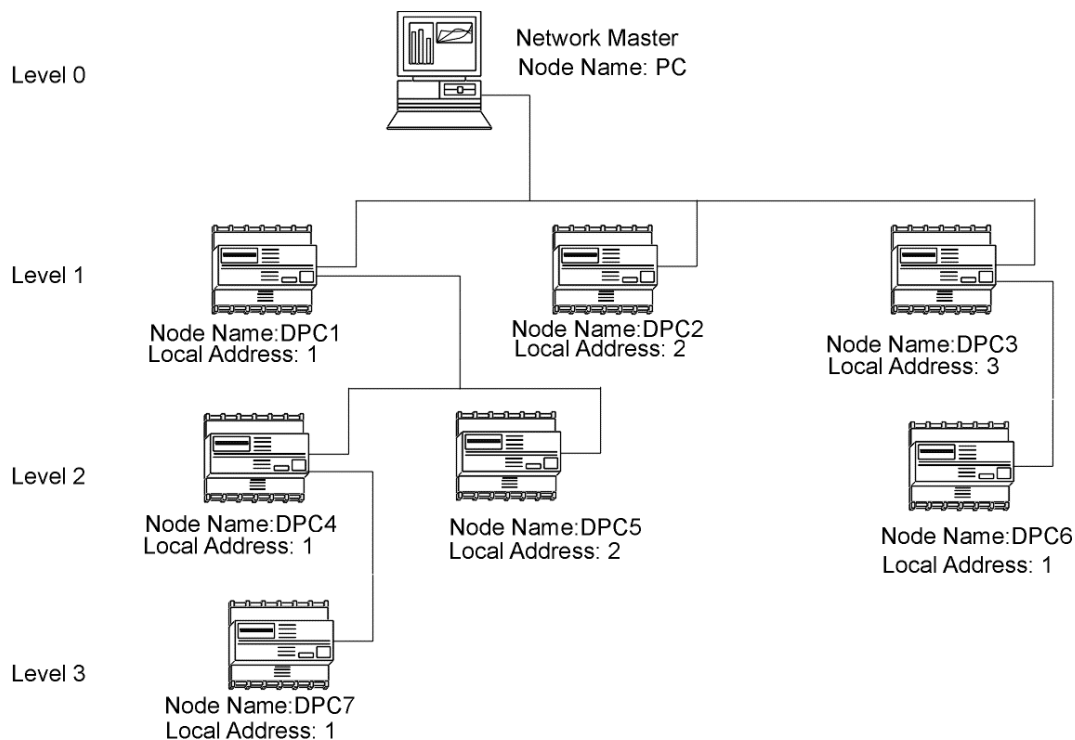 Network Master
Node Name: PC
Level 0
Level 1
Node Name:DPC1
Local Address: 1
Node Name:DPC2
Local Address: 2
Node Name:DPC3
Local Address: 3
Level 2
Node Name:DPC4
Local Address: 1
Node Name:DPC5
Local Address: 2
Node Name:DPC6
Local Address: 1
Level 3
Node Name:DPC7
Local Address: 1